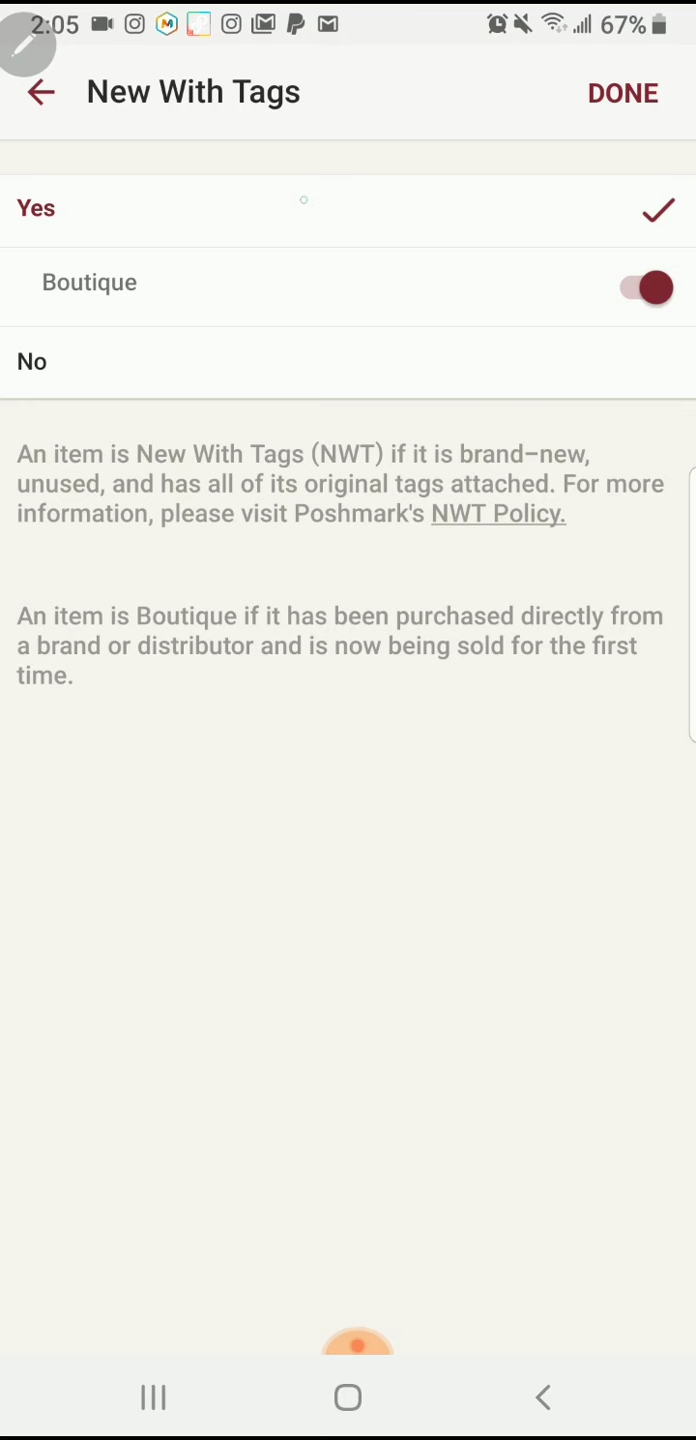 2:05 67%
New With Tags DONE
Yes
Boutique
No
An item is New With Tags (NWT) if it is brand-new,
unused, and has all of its original tags attached. For more
information, please visit Poshmark's NWT Policy.
An item is Boutique if it has been purchased directly from
a brand or distributor and is now being sold for the first
time.